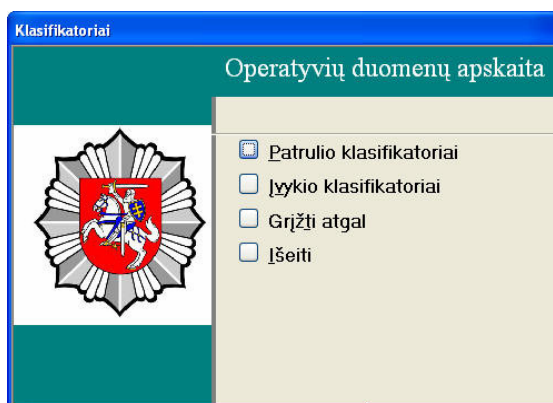 Klasifikatoriai
Operatyvių duomenų apskaita
Patrulio klasifikatoriai
Įvykio klasifikatoriai
Grįžti atgal
Išeiti